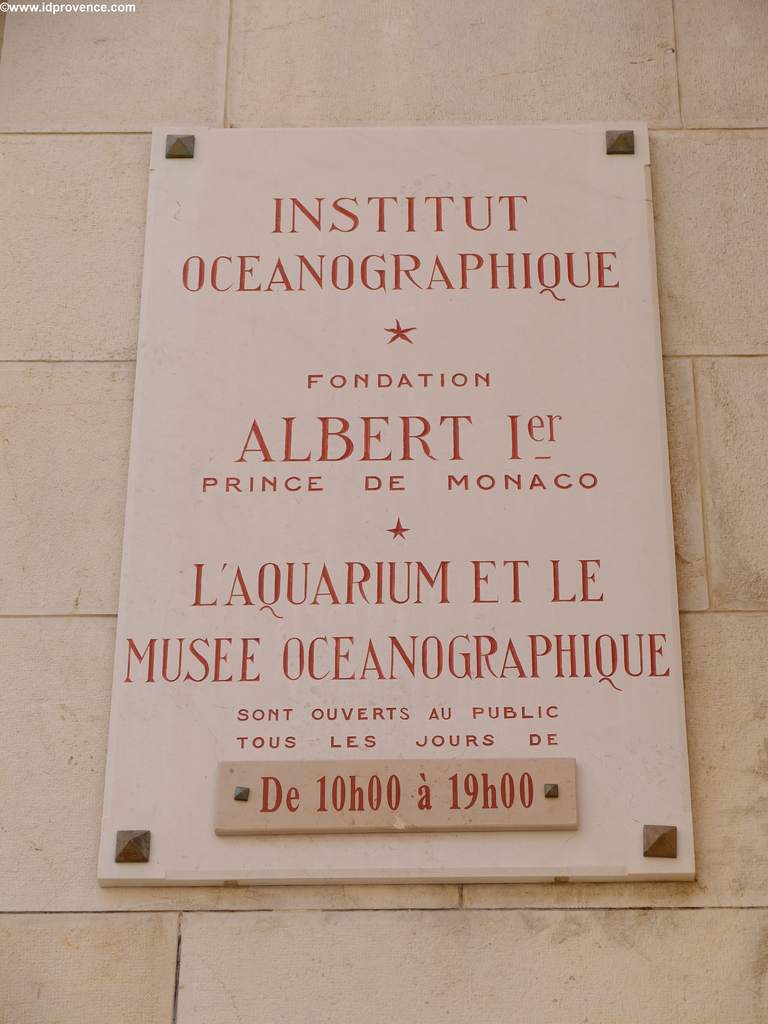 ©www.idprovence.com
INSTITUT
OCEANOGRAPHIQUE
FONDATION
ALBERT Ier
PRINCE DE MONACO
L'AQUARIUM ET LE
MUSEE OCEANOGRAPHIQUE
SONT OUVERTS AU PUBLIC
TOUS LES JOURS DE
De 10h00 à 19h00